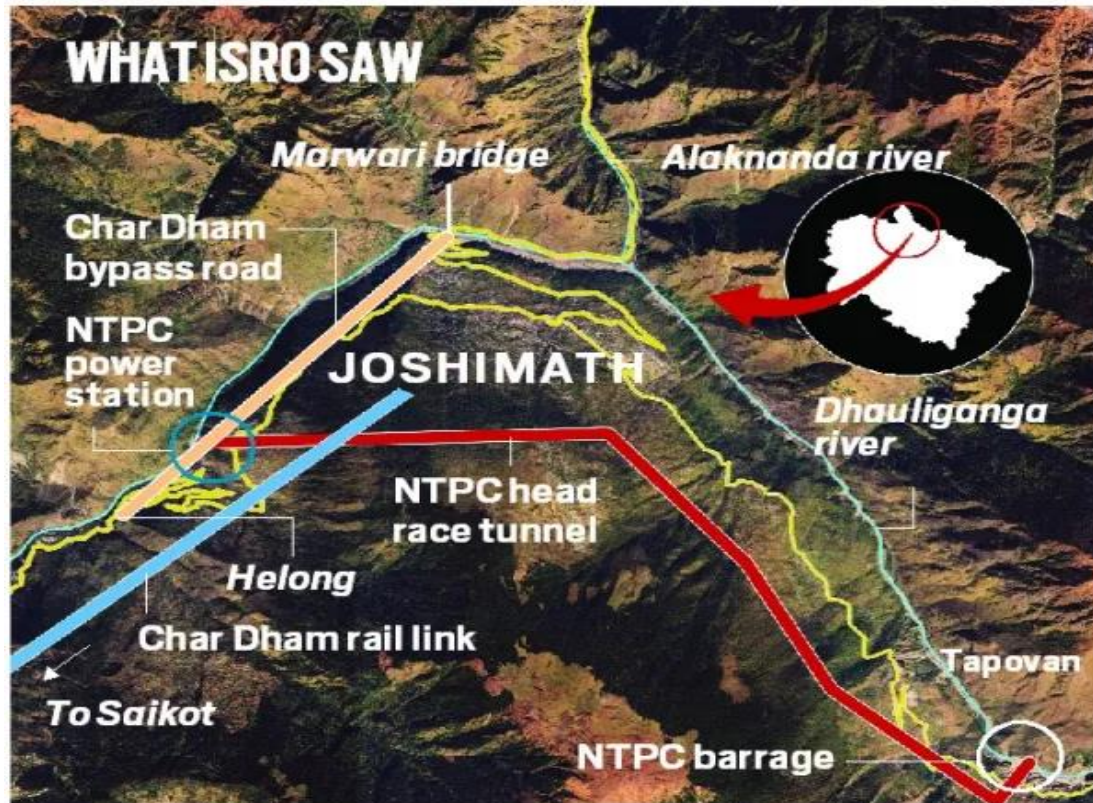 WHAT ISRO SAW
Marwari bridge
Alaknanda river
Char Dham
bypass road
NTPC
power
station
JOSHIMATH
Dhauliganga
river
NTPC head
race tunnel
Helong
Char Dham rail link
Tapovan
To Saikot
NTPC barrage